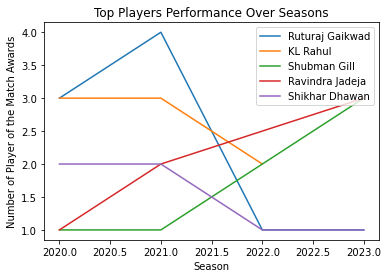 Top Players Performance Over Seasons
Number of Player of the Match Awards
4.0
3.5
3.0
2.5
2.0
1.5
1.0
Ruturaj Gaikwad
KL Rahul
Shubman Gill
Ravindra Jadeja
Shikhar Dhawan
2020.0 2020.5 2021.0 2021.5 2022.0 2022.5 2023.0
Season